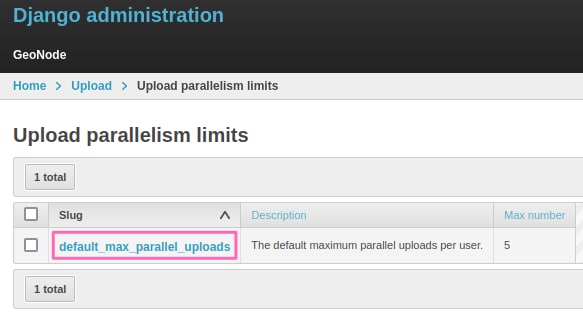 Django administration
GeoNode
Home > Upload > Upload parallelism limits
Upload parallelism limits
1 total
Slug Description Max number
default_max_parallel_uploads The default maximum parallel uploads per user. 5
1 total